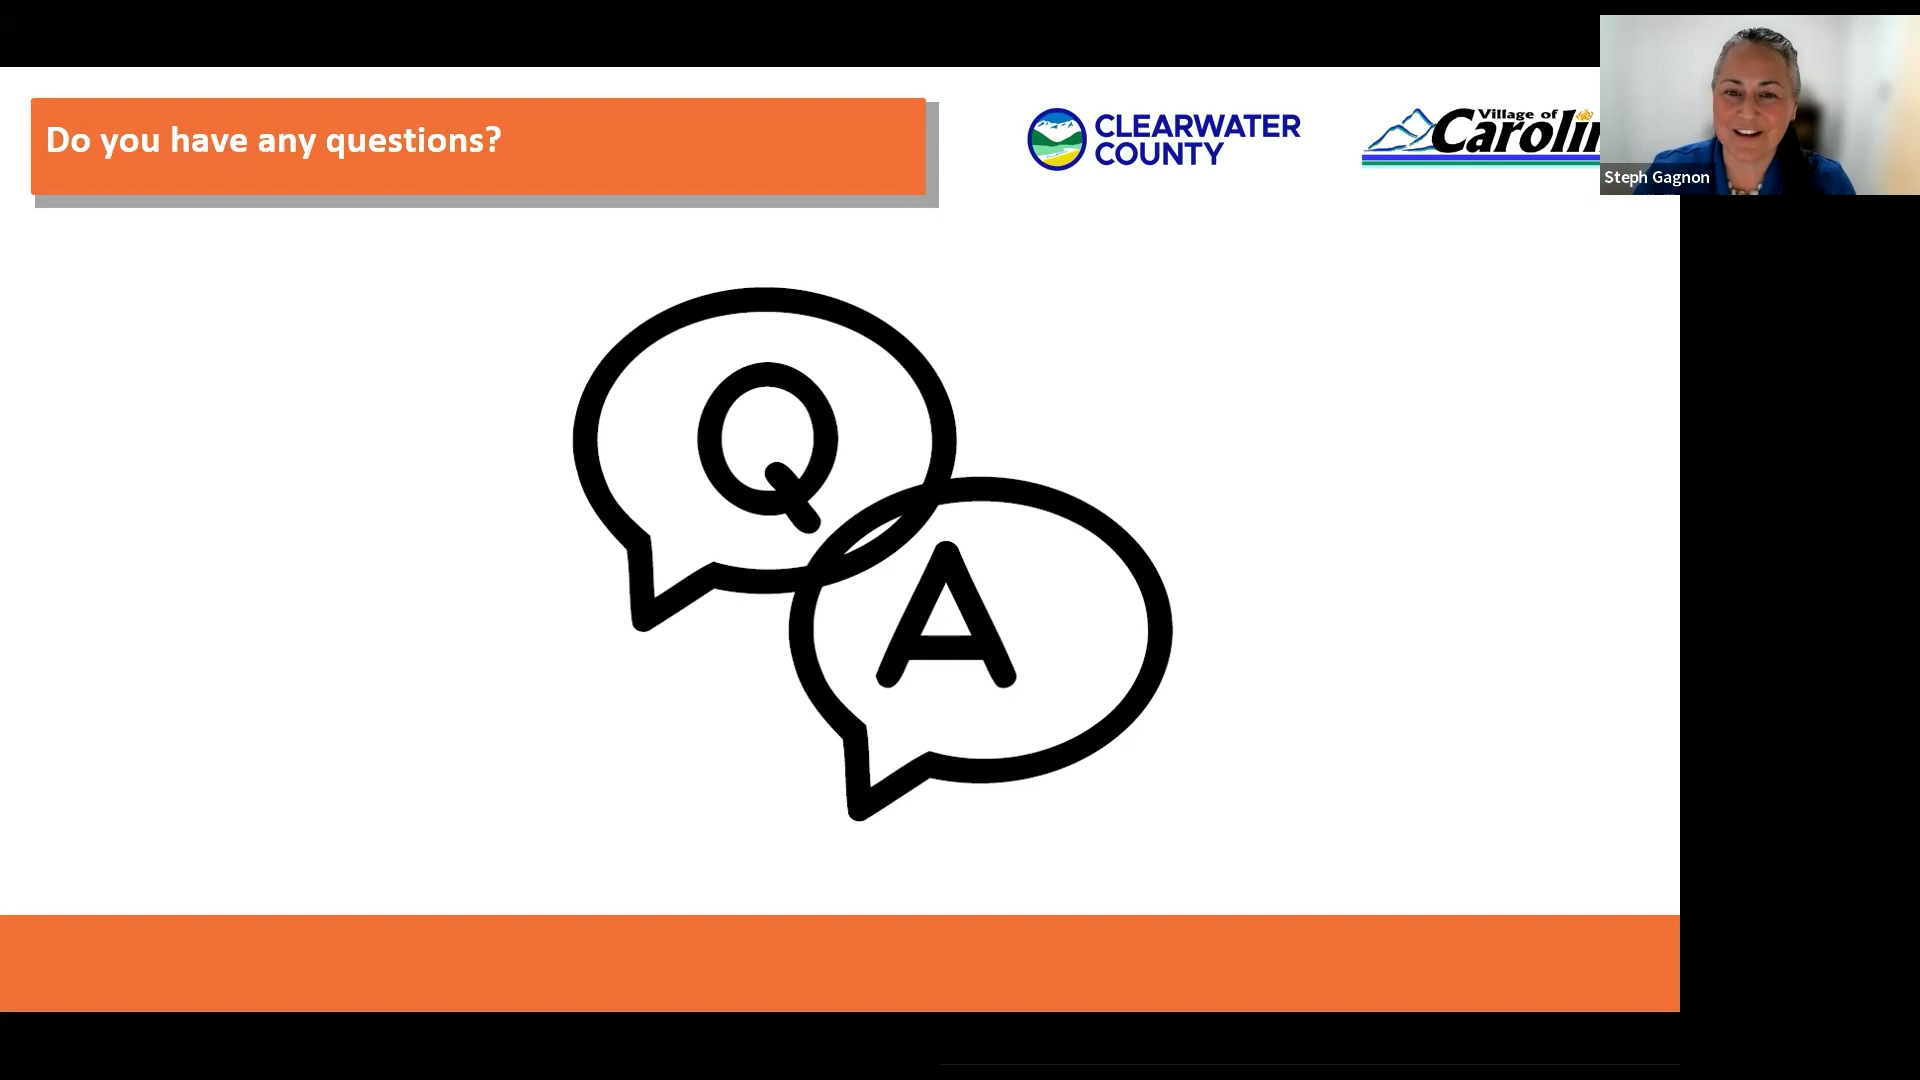 Do you have any questions?
CLEARWATER
COUNTY
Village of
Steph Gagnon
Q
A